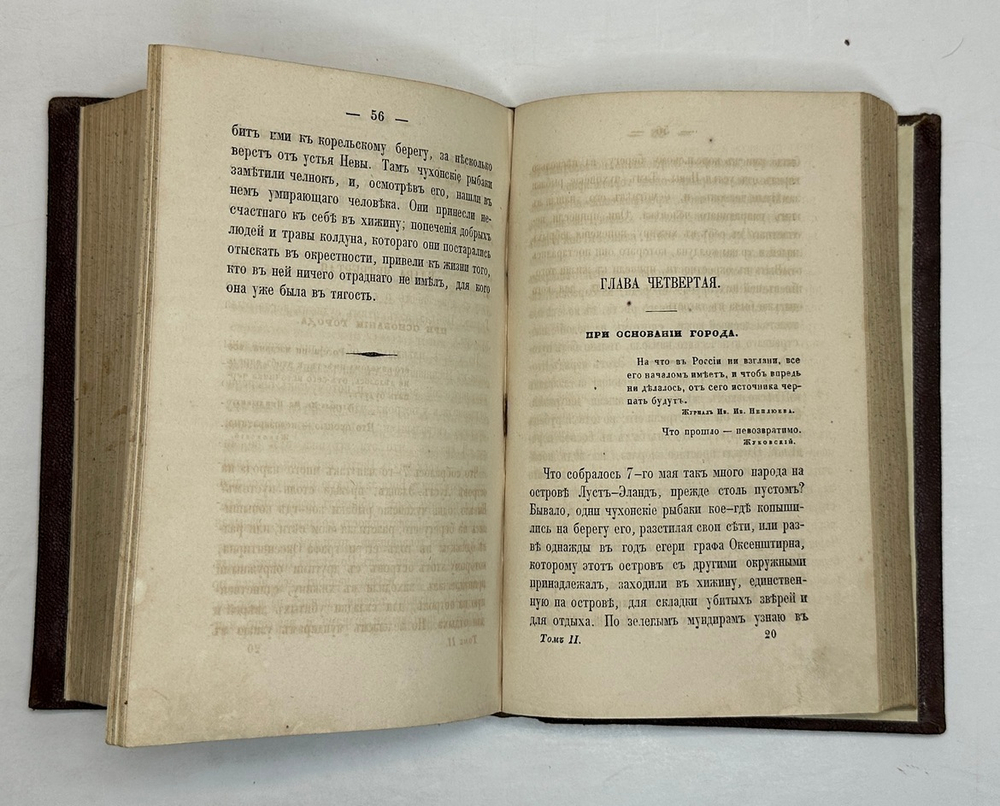 — 56 —
битъ ими къ корельскому берегу, за нѣсколько
верстъ отъ устья Невы. Тамъ чухонскіе рыбаки
замѣтили челнокъ, и, осмотрѣвъ его, нашли въ
немъ умирающаго человѣка. Они принесли не-
счастнаго къ себѣ въ хижину; попеченія добрыхъ
людей и травы колдуна, котораго они постарались
отыскать въ окрестности, привели къ жизни того,
кто въ ней ничего отраднаго не имѣлъ, для кого
она уже была въ тягость.
ГЛАВА ЧЕТВЕРТАЯ.
ПРИ ОСНОВАНІИ ГОРОДА.
На что въ Россіи ни взгляни, все
его началомъ имѣетъ, и чтобъ впредь
ни дѣлалось, отъ сего источника чер-
пать будутъ.
Журналъ Ив. Ив. Неплюева.
Что прошло — невозвратимо.
Жуковскій.
Что собралось 7-го мая такъ много народа на
островѣ Лустъ-Эландъ, прежде столь пустомъ?
Бывало, одни чухонскіе рыбаки кое-гдѣ копыши-
лись на берегу его, разстилая свои сѣти, или раз-
вѣ однажды въ годъ егери графа Оксенштирна,
которому этотъ островъ съ другими окружными
принадлежалъ, заходили въ хижину, единствен-
ную на островѣ, для складки убитыхъ звѣрей и
для отдыха. По зеленымъ мундирамъ узнаю въ
Томъ II. 20